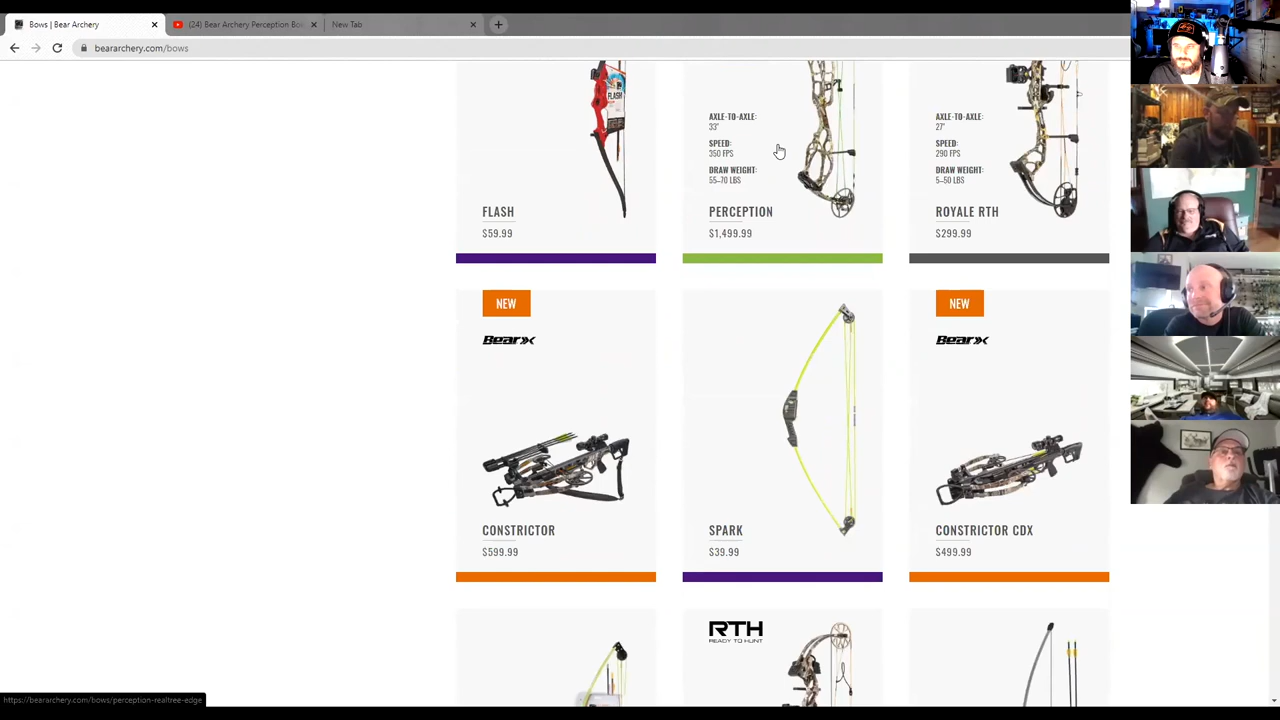 Bows | Bear Archery
(24) Bear Archery Perception Bow
New Tab
beararchery.com/bows
FLASH
FLASH
$59.99
AXLE-TO-AXLE:
33"
SPEED:
350 FPS
DRAW WEIGHT:
55-70 LBS
PERCEPTION
$1,499.99
AXLE-TO-AXLE:
27"
SPEED:
290 FPS
DRAW WEIGHT:
5-50 LBS
ROYALE RTH
$299.99
NEW
BearX
CONSTRICTOR
$599.99
SPARK
$39.99
NEW
BearX
CONSTRICTOR CDX
$499.99
RTH
READY TO HUNT
https://beararchery.com/bows/perception-realtree-edge